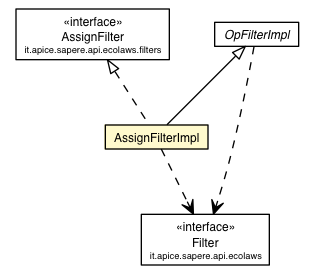 «interface»
AssignFilter
it.apice.sapere.api.ecolaws.filters
OpFilterImpl
AssignFilterImpl
«interface»
Filter
it.apice.sapere.api.ecolaws